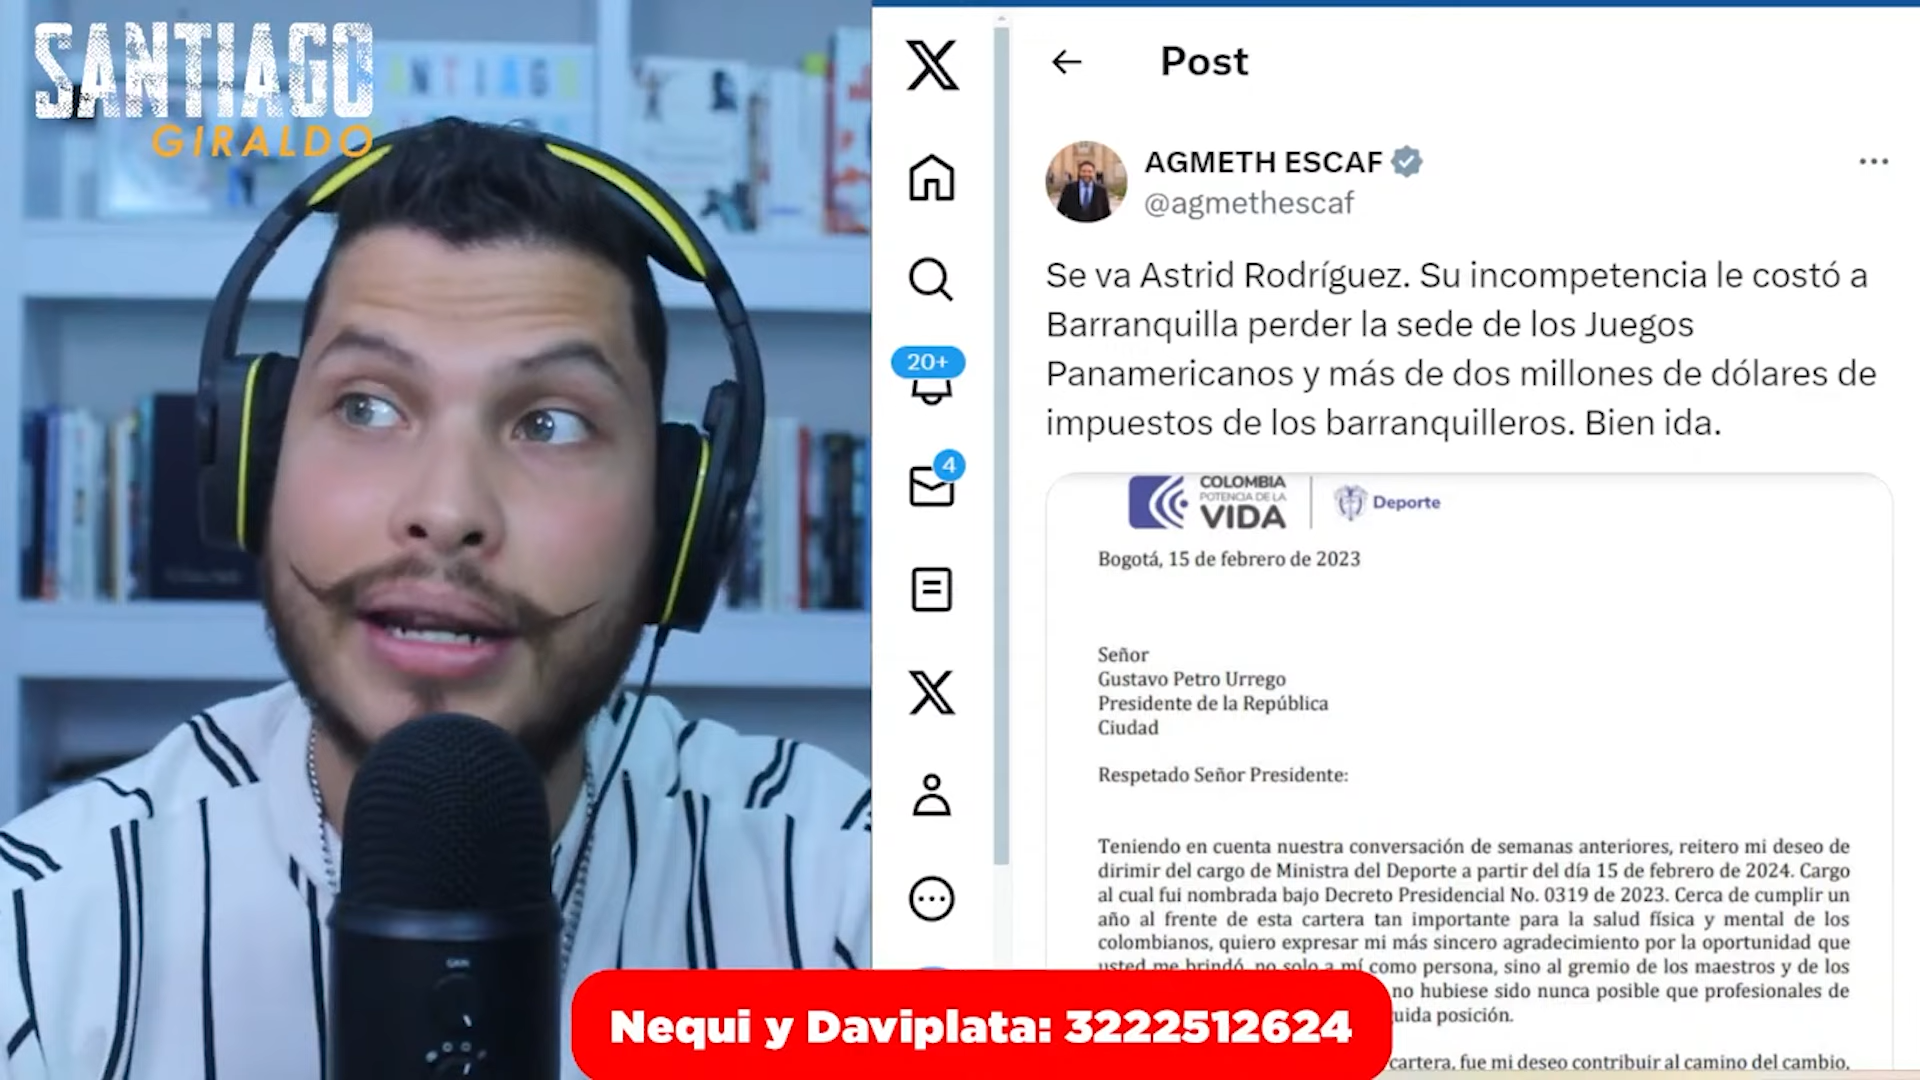 SANTIAGO
GIRALDO
Post
AGMETH ESCAF
@agmethescaf
Se va Astrid Rodríguez. Su incompetencia le costó a
Barranquilla perder la sede de los Juegos
Panamericanos y más de dos millones de dólares de
impuestos de los barranquilleros. Bien ida.
20+
4
COLOMBIA
POTENCIA DE LA
VIDA
Deporte
Bogotá, 15 de febrero de 2023
Señor
Gustavo Petro Urrego
Presidente de la República
Ciudad
Respetado Señor Presidente:
Teniendo en cuenta nuestra conversación de semanas anteriores, reitero mi deseo de
dirimir del cargo de Ministra del Deporte a partir del día 15 de febrero de 2024. Cargo
al cual fui nombrada bajo Decreto Presidencial No. 0319 de 2023. Cerca de cumplir un
año al frente de esta cartera tan importante para la salud física y mental de los
colombianos, quiero expresar mi más sincero agradecimiento por la oportunidad que
usted me brindó, no solo a mí como persona, sino al gremio de los maestros y de los
no hubiese sido nunca posible que profesionales de
posición.
cartera, fue mi deseo contribuir al camino del cambio,
Nequi y Daviplata: 3222512624